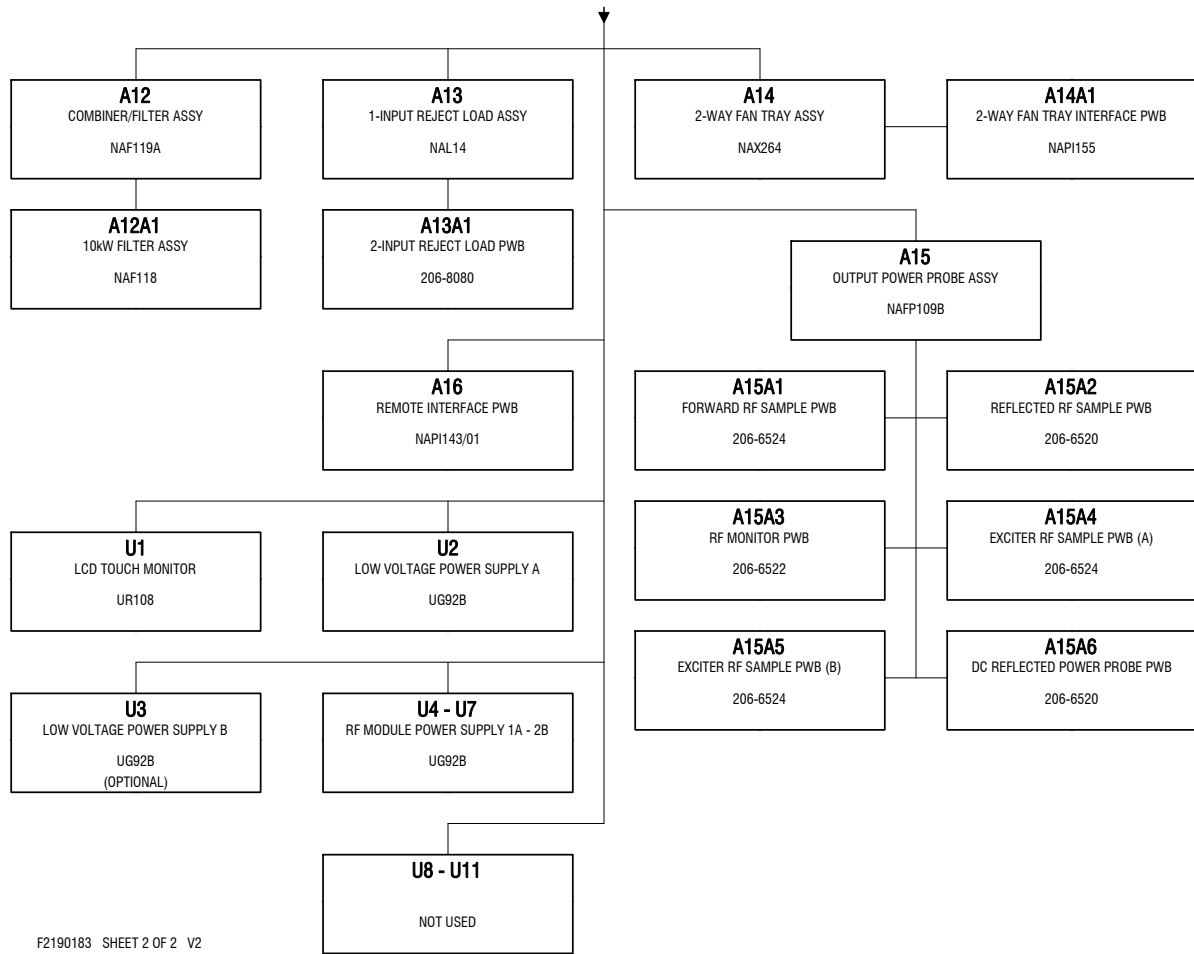 A12
COMBINER/FILTER ASSY
NAF119A
A13
1-INPUT REJECT LOAD ASSY
NAL14
A14
2-WAY FAN TRAY ASSY
NAX264
A14A1
2-WAY FAN TRAY INTERFACE PWB
NAPI155
A12A1
10kW FILTER ASSY
NAF118
A13A1
2-INPUT REJECT LOAD PWB
206-8080
A15
OUTPUT POWER PROBE ASSY
NAFP109B
A16
REMOTE INTERFACE PWB
NAPI143/01
A15A1
FORWARD RF SAMPLE PWB
206-6524
A15A2
REFLECTED RF SAMPLE PWB
206-6520
U1
LCD TOUCH MONITOR
UR108
U2
LOW VOLTAGE POWER SUPPLY A
UG92B
A15A3
RF MONITOR PWB
206-6522
A15A4
EXCITER RF SAMPLE PWB (A)
206-6524
U3
LOW VOLTAGE POWER SUPPLY B
UG92B
(OPTIONAL)
U4 - U7
RF MODULE POWER SUPPLY 1A - 2B
UG92B
A15A5
EXCITER RF SAMPLE PWB (B)
206-6524
A15A6
DC REFLECTED POWER PROBE PWB
206-6520
U8 - U11
NOT USED
F2190183 SHEET 2 OF 2 V2